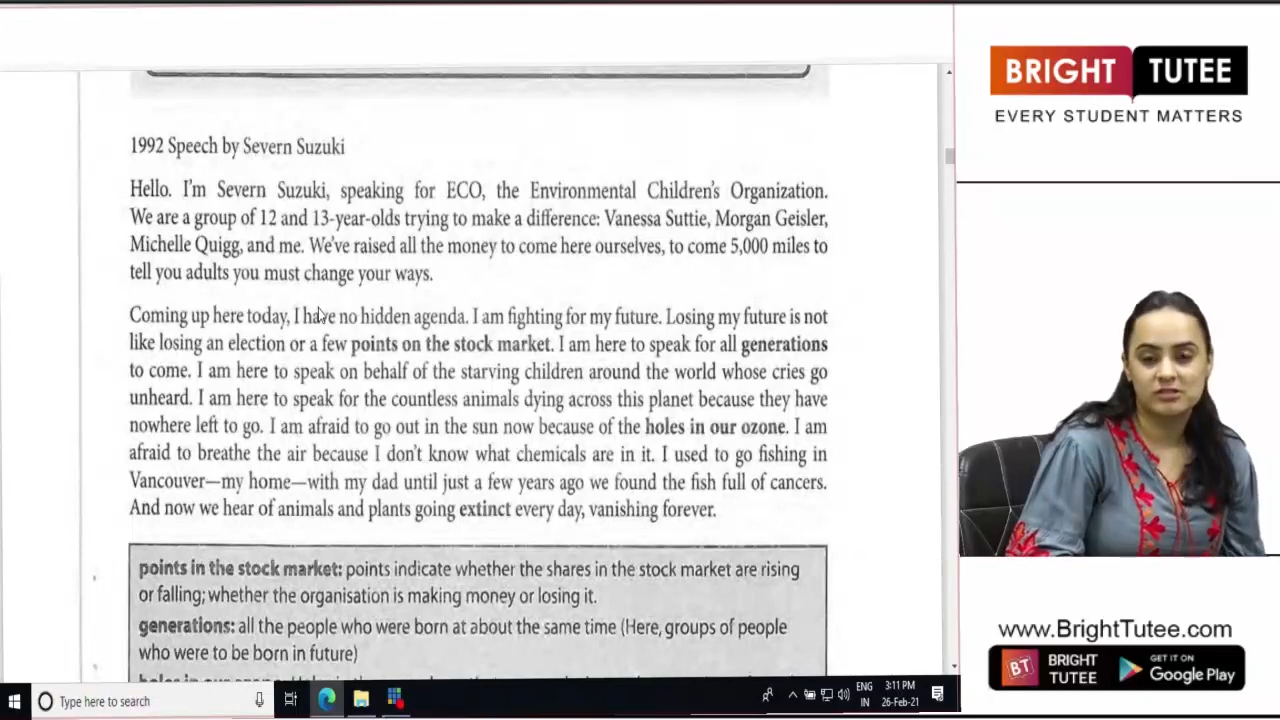 1992 Speech by Severn Suzuki
Hello. I'm Severn Suzuki, speaking for ECO, the Environmental Children's Organization.
We are a group of 12 and 13-year-olds trying to make a difference: Vanessa Suttie, Morgan Geisler,
Michelle Quigg, and me. We've raised all the money to come here ourselves, to come 5,000 miles to
tell you adults you must change your ways.
Coming up here today, I have no hidden agenda. I am fighting for my future. Losing my future is not
like losing an election or a few points on the stock market. I am here to speak for all generations
to come. I am here to speak on behalf of the starving children around the world whose cries go
unheard. I am here to speak for the countless animals dying across this planet because they have
nowhere left to go. I am afraid to go out in the sun now because of the holes in our ozone. I am
afraid to breathe the air because I don't know what chemicals are in it. I used to go fishing in
Vancouver—my home—with my dad until just a few years ago we found the fish full of cancers.
And now we hear of animals and plants going extinct every day, vanishing forever.
points in the stock market: points indicate whether the shares in the stock market are rising
or falling; whether the organisation is making money or losing it.
generations: all the people who were born at about the same time (Here, groups of people
who were to be born in future)
BRIGHT TUTEE
EVERY STUDENT MATTERS
www.BrightTutee.com
BT BRIGHT TUTEE
GET IT ON Google Play
Type here to search
ENG
IN
3:11 PM
26-Feb-21